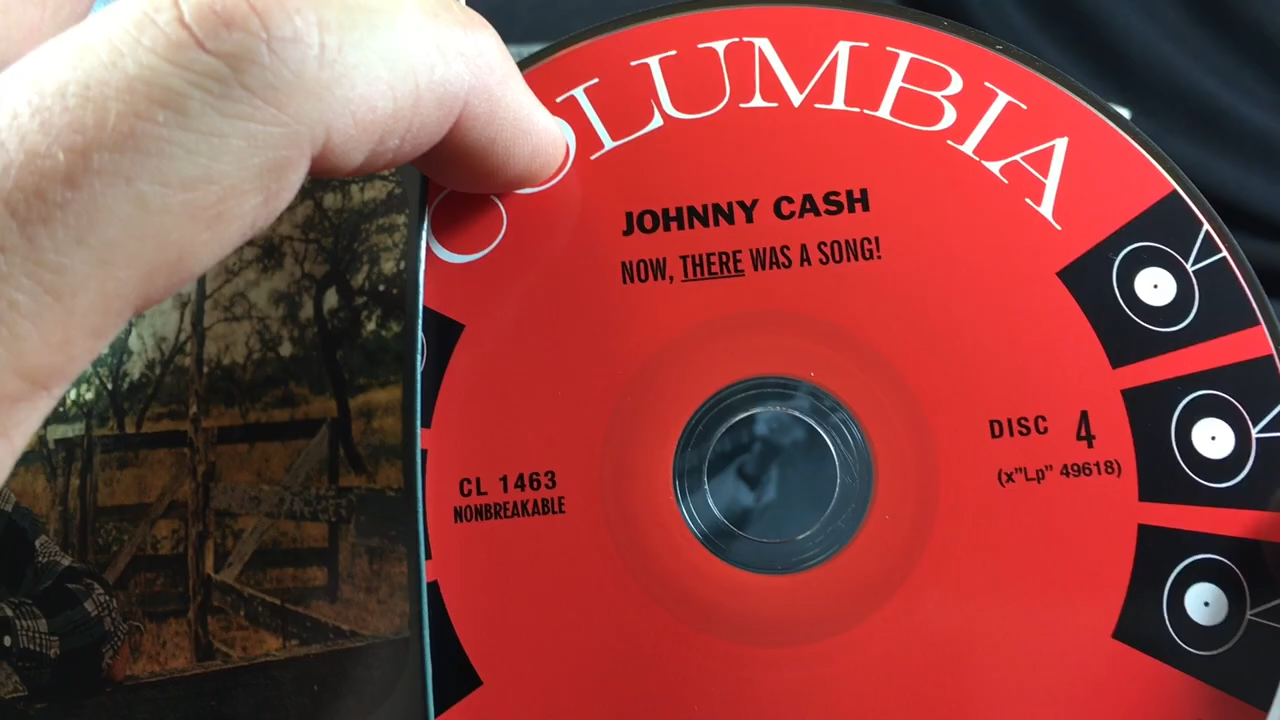 COLUMBIA
JOHNNY CASH
NOW, THERE WAS A SONG!
DISC 4
(x"Lp" 49618)
CL 1463
NONBREAKABLE